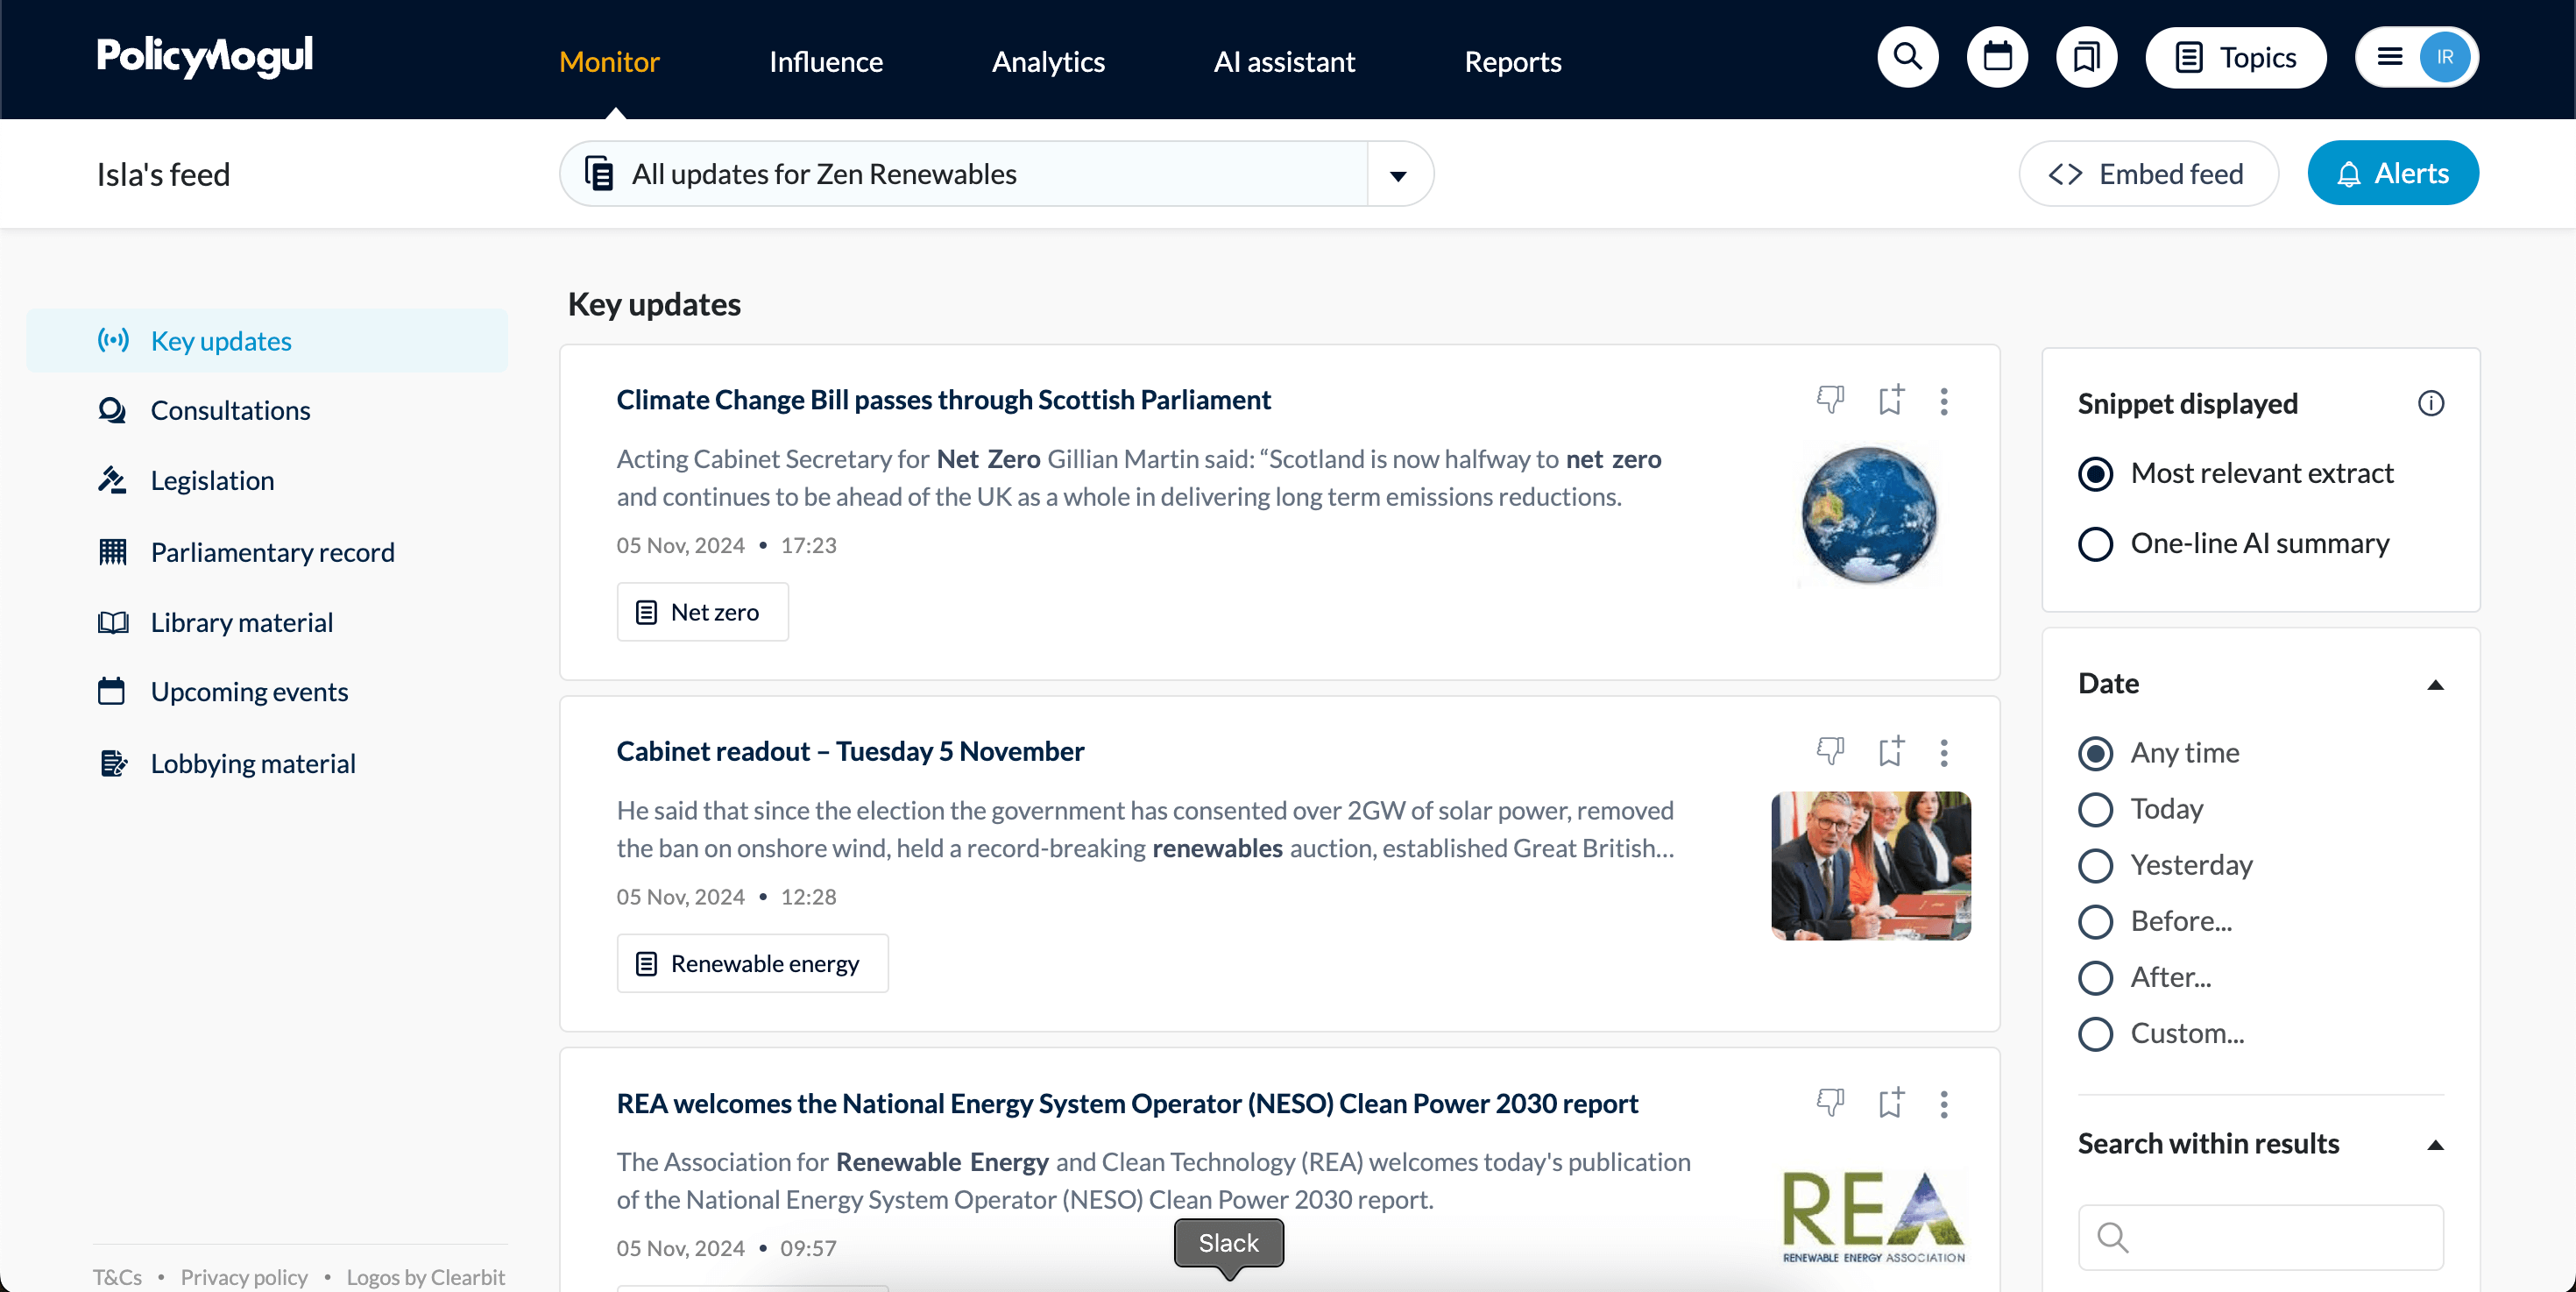 PolicyMogul
Monitor
Influence
Analytics
AI assistant
Reports
Topics
IR
Isla's feed
All updates for Zen Renewables
Embed feed
Alerts
Key updates
Consultations
Legislation
Parliamentary record
Library material
Upcoming events
Lobbying material
T&Cs • Privacy policy • Logos by Clearbit
Key updates
Climate Change Bill passes through Scottish Parliament
Acting Cabinet Secretary for Net Zero Gillian Martin said: “Scotland is now halfway to net zero
and continues to be ahead of the UK as a whole in delivering long term emissions reductions.
05 Nov, 2024 • 17:23
Net zero
Cabinet readout – Tuesday 5 November
He said that since the election the government has consented over 2GW of solar power, removed
the ban on onshore wind, held a record-breaking renewables auction, established Great British...
05 Nov, 2024 • 12:28
Renewable energy
REA welcomes the National Energy System Operator (NESO) Clean Power 2030 report
The Association for Renewable Energy and Clean Technology (REA) welcomes today's publication
of the National Energy System Operator (NESO) Clean Power 2030 report.
05 Nov, 2024 • 09:57
REA
RENEWABLE ENERGY ASSOCIATION
Slack
Snippet displayed
Most relevant extract
One-line AI summary
Date
Any time
Today
Yesterday
Before...
After...
Custom...
Search within results